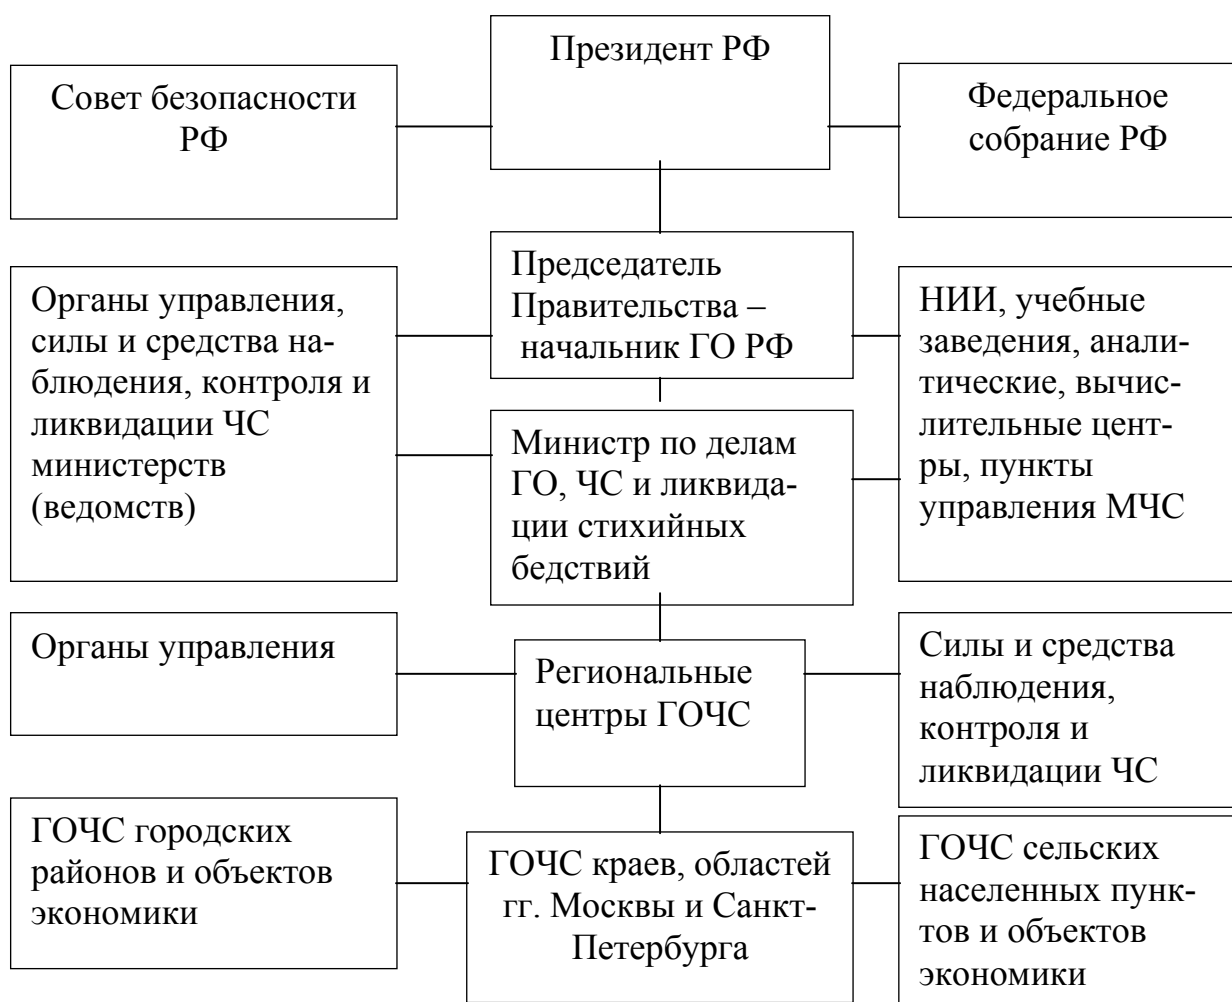 Президент РФ
Совет безопасности
РФ
Федеральное
собрание РФ
Председатель
Правительства –
начальник ГО РФ
Органы управления,
силы и средства на-
блюдения, контроля и
ликвидации ЧС
министерств
(ведомств)
НИИ, учебные
заведения, анали-
тические, вычис-
лительные цент-
ры, пункты
управления МЧС
Министр по делам
ГО, ЧС и ликвида-
ции стихийных
бедствий
Органы управления
Региональные
центры ГОЧС
Силы и средства
наблюдения,
контроля и
ликвидации ЧС
ГОЧС городских
районов и объектов
экономики
ГОЧС краев, областей
гг. Москвы и Санкт-
Петербурга
ГОЧС сельских
населенных пунк-
тов и объектов
экономики